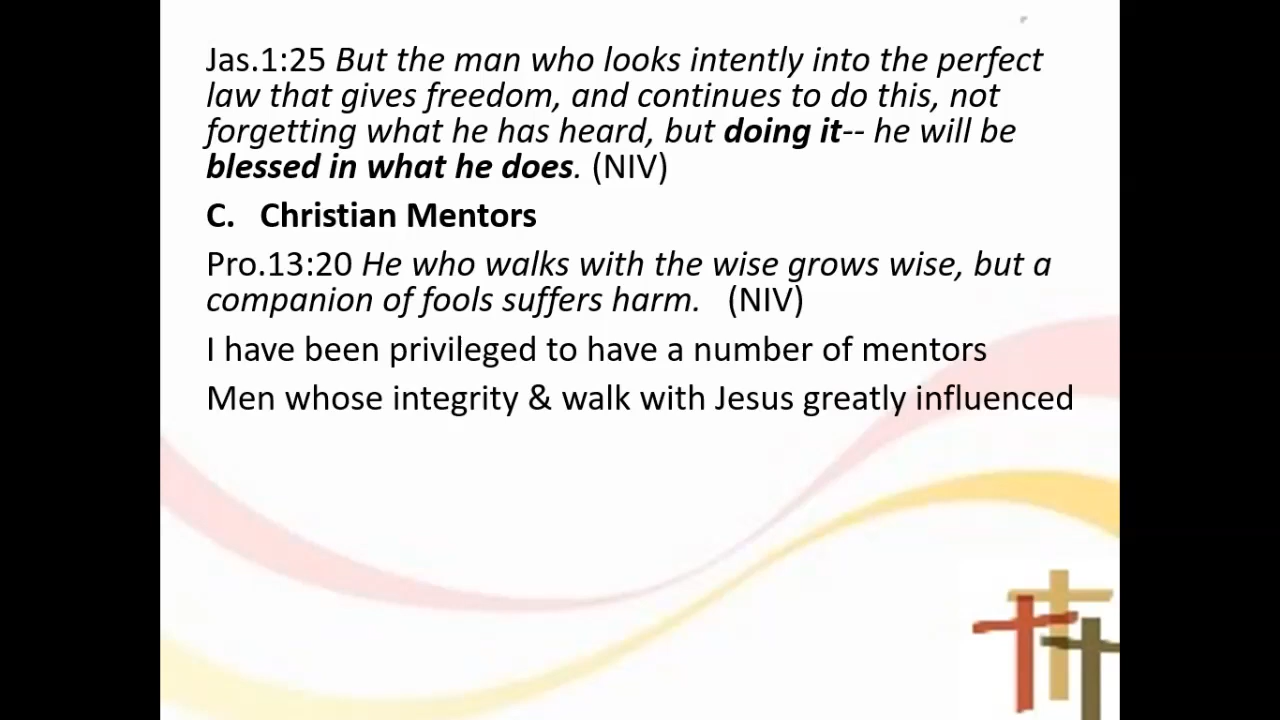 Jas.1:25 But the man who looks intently into the perfect
law that gives freedom, and continues to do this, not
forgetting what he has heard, but doing it-- he will be
blessed in what he does. (NIV)
C. Christian Mentors
Pro.13:20 He who walks with the wise grows wise, but a
companion of fools suffers harm. (NIV)
I have been privileged to have a number of mentors
Men whose integrity & walk with Jesus greatly influenced